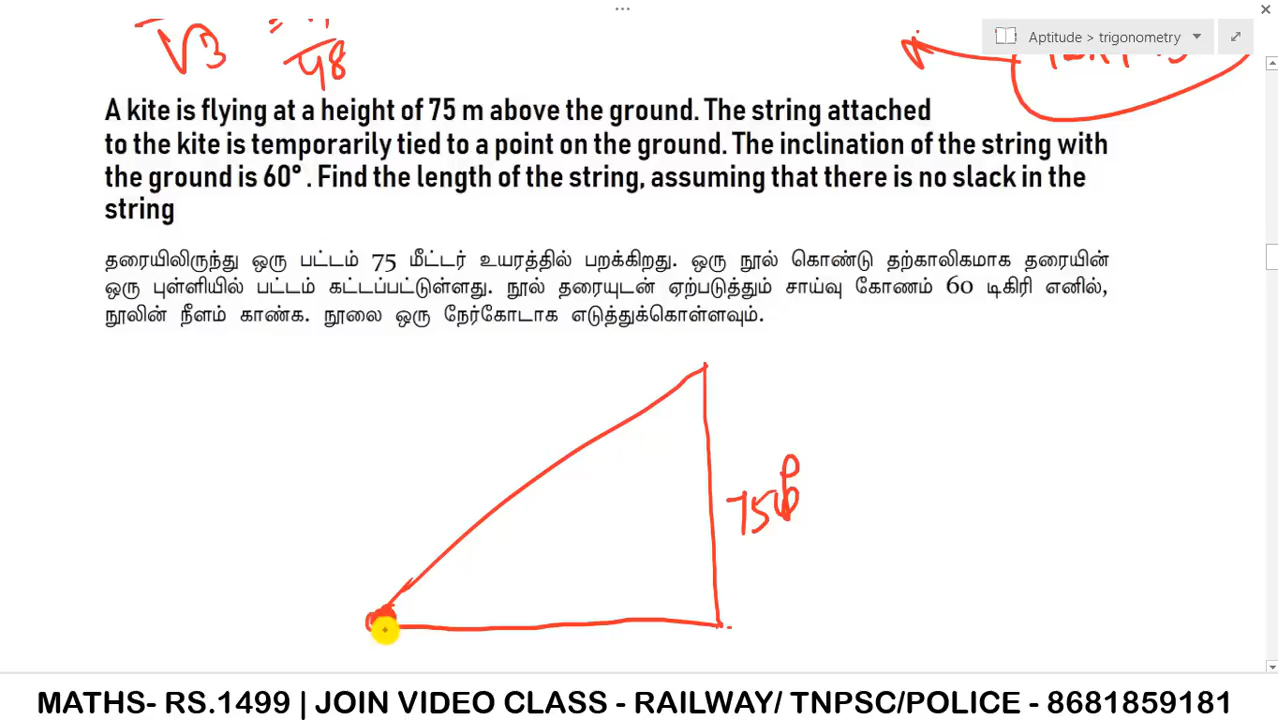 ...
Aptitude > trigonometry
√3 =
48
A kite is flying at a height of 75 m above the ground. The string attached
to the kite is temporarily tied to a point on the ground. The inclination of the string with
the ground is 60° . Find the length of the string, assuming that there is no slack in the
string
தரையிலிருந்து ஒரு பட்டம் 75 மீட்டர் உயரத்தில் பறக்கிறது. ஒரு நூல் கொண்டு தற்காலிகமாக தரையின்
ஒரு புள்ளியில் பட்டம் கட்டப்பட்டுள்ளது. நூல் தரையுடன் ஏற்படுத்தும் சாய்வு கோணம் 60 டிகிரி எனில்,
நூலின் நீளம் காண்க. நூலை ஒரு நேர்கோடாக எடுத்துக்கொள்ளவும்.
75மீ
MATHS- RS.1499 | JOIN VIDEO CLASS - RAILWAY/ TNPSC/POLICE - 8681859181